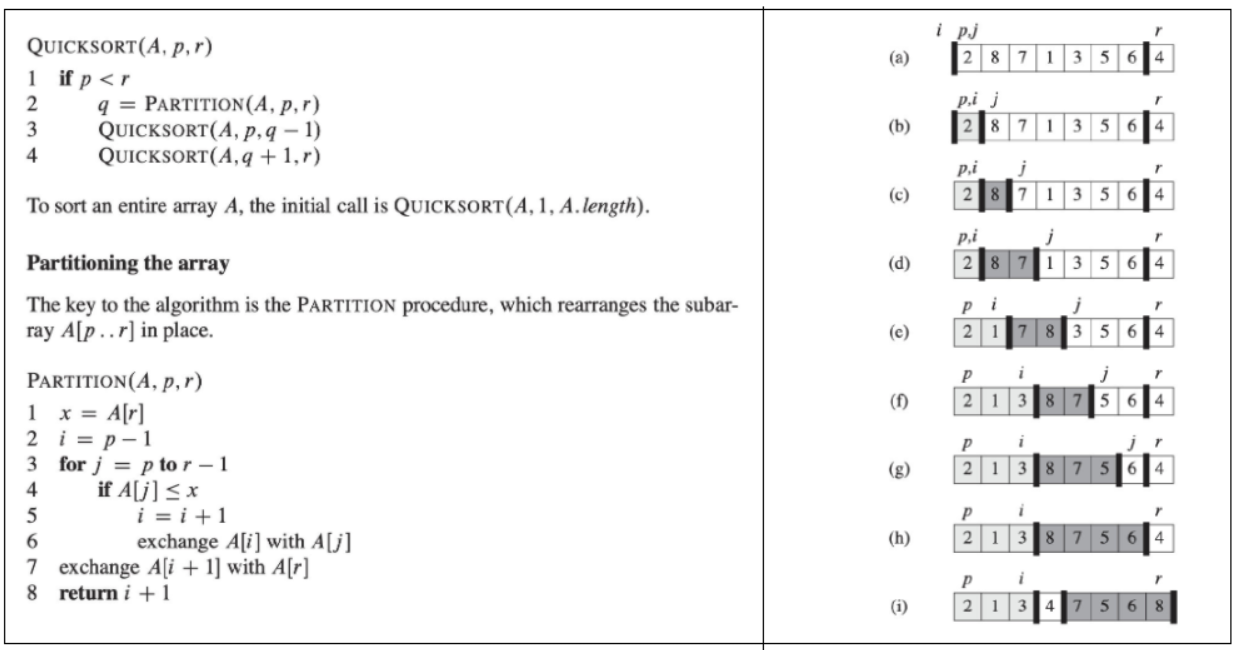 QUICKSORT(A, p, r)
1 if p < r
2 q = PARTITION(A, p, r)
3 QUICKSORT(A, p, q − 1)
4 QUICKSORT(A, q + 1, r)
To sort an entire array A, the initial call is QUICKSORT(A, 1, A.length).
Partitioning the array
The key to the algorithm is the PARTITION procedure, which rearranges the subar-
ray A[p . . r] in place.
PARTITION(A, p, r)
1 x = A[r]
2 i = p − 1
3 for j = p to r − 1
4 if A[j] ≤ x
5 i = i + 1
6 exchange A[i] with A[j]
7 exchange A[i + 1] with A[r]
8 return i + 1
i p,j r
(a) 2 8 7 1 3 5 6 4
p,i j r
(b) 2 8 7 1 3 5 6 4
p,i j r
(c) 2 8 7 1 3 5 6 4
p,i j r
(d) 2 8 7 1 3 5 6 4
p i j r
(e) 2 1 7 8 3 5 6 4
p i j r
(f) 2 1 3 8 7 5 6 4
p i j r
(g) 2 1 3 8 7 5 6 4
p i r
(h) 2 1 3 8 7 5 6 4
p i r
(i) 2 1 3 4 7 5 6 8